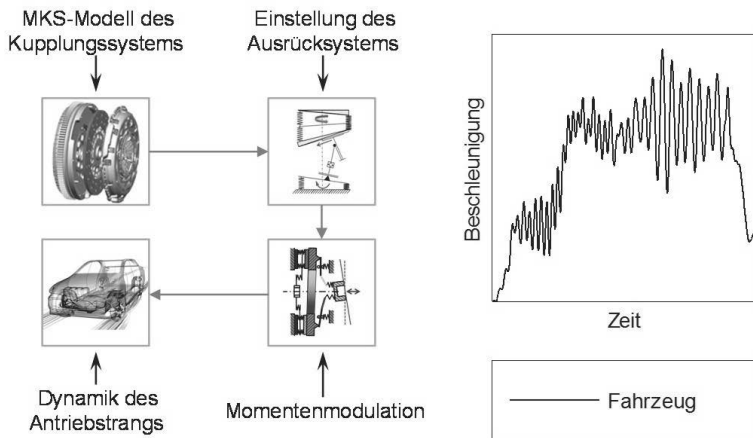 MKS-Modell des
Kupplungssystems
Einstellung des
Ausrücksystems
Dynamik des
Antriebstrangs
Momentenmodulation
Beschleunigung
Zeit
Fahrzeug